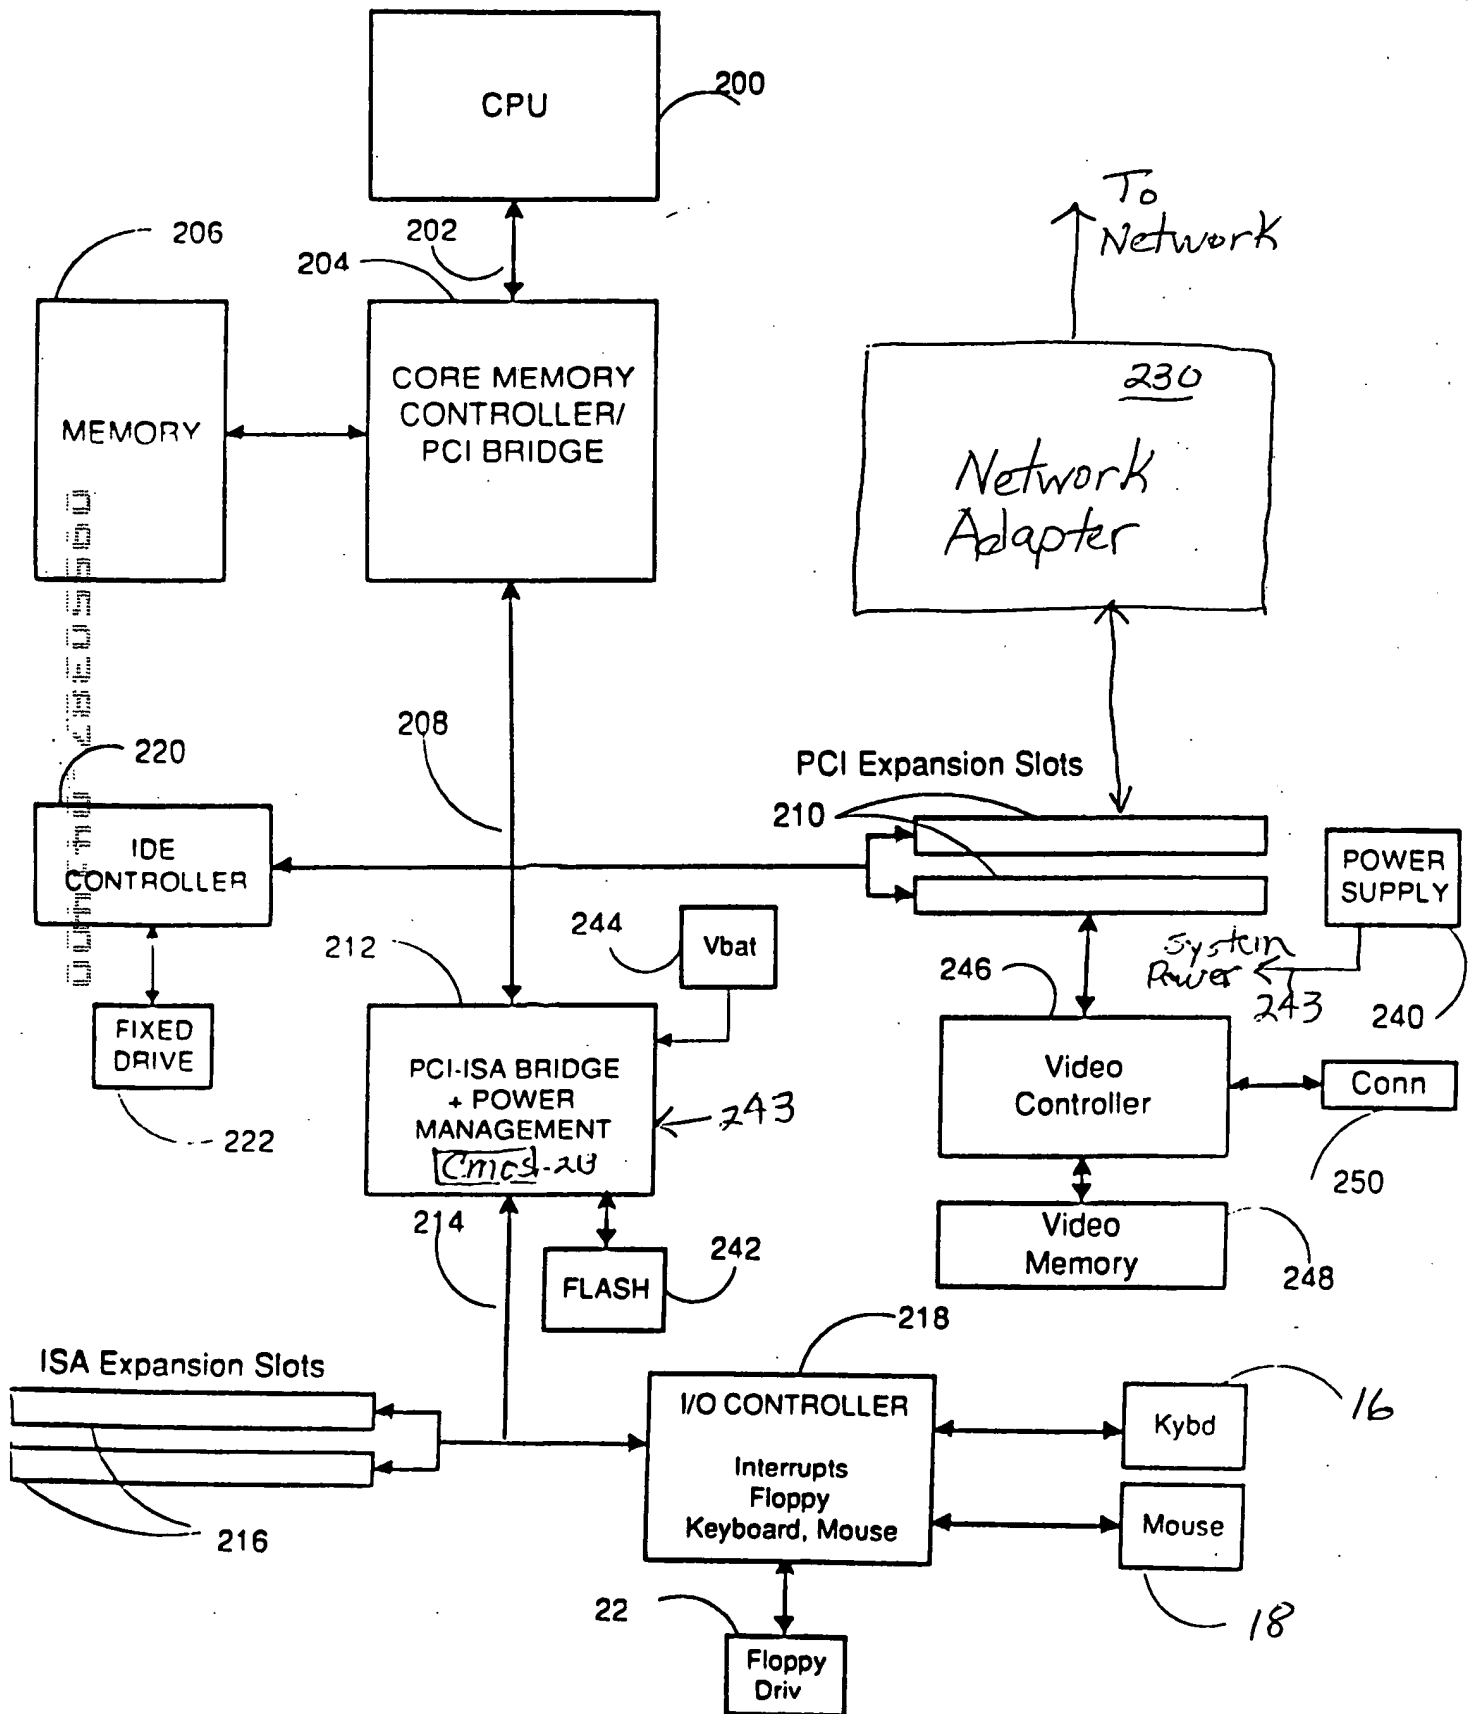 CPU
200
To
Network
206
202
204
MEMORY
CORE MEMORY
CONTROLLER/
PCI BRIDGE
230
Network
Adapter
208
220
PCI Expansion Slots
210
IDE
CONTROLLER
POWER
SUPPLY
244
Vbat
212
246
System
Power
243
240
FIXED
DRIVE
222
PCI-ISA BRIDGE
+ POWER
MANAGEMENT
243
Video
Controller
Conn
250
214
242
FLASH
Video
Memory
248
218
ISA Expansion Slots
216
I/O CONTROLLER
Interrupts
Floppy
Keyboard, Mouse
Kybd
16
Mouse
18
22
Floppy
Driv